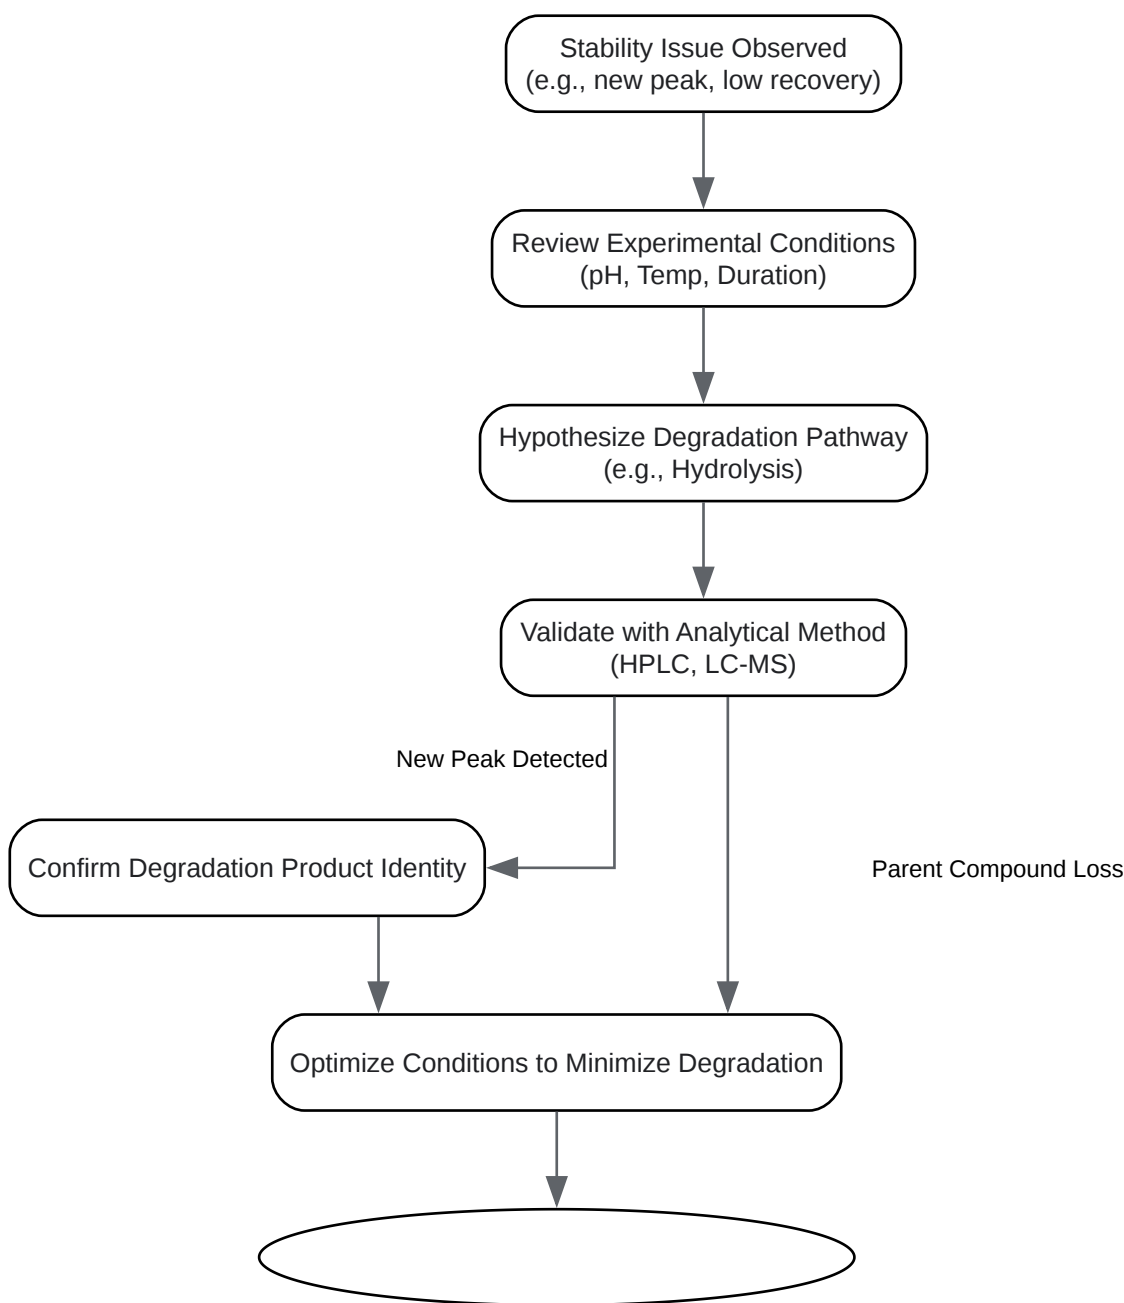 Stability Issue Observed
(e.g., new peak, low recovery)
Review Experimental Conditions
(pH, Temp, Duration)
Hypothesize Degradation Pathway
(e.g., Hydrolysis)
Validate with Analytical Method
(HPLC, LC-MS)
New Peak Detected
Confirm Degradation Product Identity
Parent Compound Loss
Optimize Conditions to Minimize Degradation